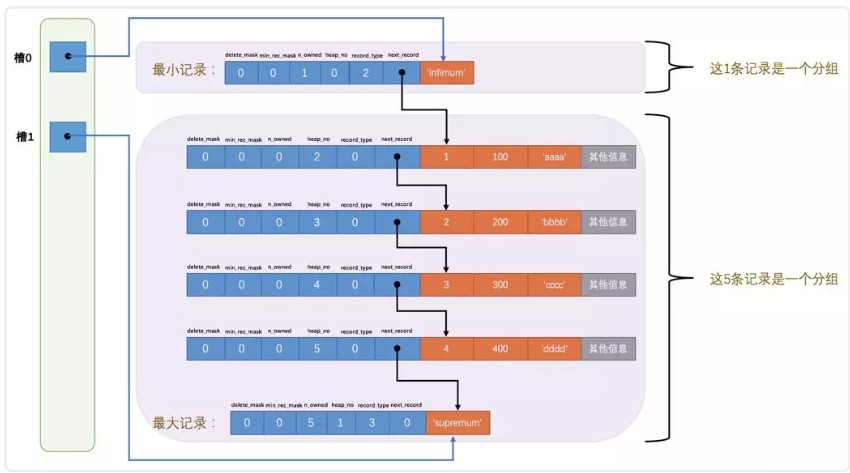 槽0
delete_mask min_rec_mask n_owned heap_no record_type next_record
最小记录： 0 0 1 0 2 'infimum'
这1条记录是一个分组
槽1
delete_mask min_rec_mask n_owned heap_no record_type next_record
0 0 0 2 0 1 100 'aaaa' 其他信息
delete_mask min_rec_mask n_owned heap_no record_type next_record
0 0 0 3 0 2 200 'bbbb' 其他信息
delete_mask min_rec_mask n_owned heap_no record_type next_record
0 0 0 4 0 3 300 'cccc' 其他信息
这5条记录是一个分组
delete_mask min_rec_mask n_owned heap_no record_type next_record
0 0 0 5 0 4 400 'dddd' 其他信息
delete_mask min_rec_mask n_owned heap_no record_type next_record
最大记录： 0 0 5 1 3 0 'supremum'